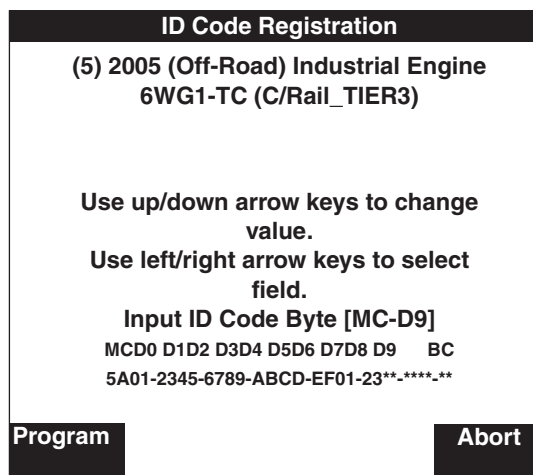 ID Code Registration
(5) 2005 (Off-Road) Industrial Engine
6WG1-TC (C/Rail_TIER3)
Use up/down arrow keys to change
value.
Use left/right arrow keys to select
field.
Input ID Code Byte [MC-D9]
MCD0 D1D2 D3D4 D5D6 D7D8 D9 BC
5A01-2345-6789-ABCD-EF01-23**-****-**
Program Abort